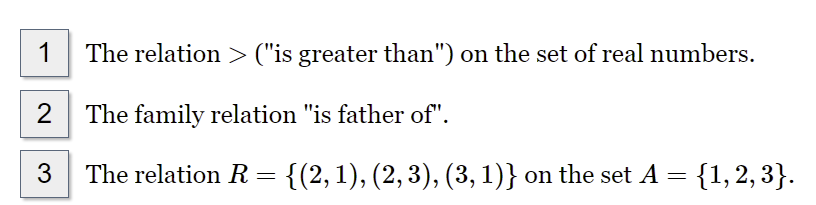 1 The relation > ("is greater than") on the set of real numbers.
2 The family relation "is father of".
3 The relation R = {(2, 1), (2, 3), (3, 1)} on the set A = {1, 2, 3}.